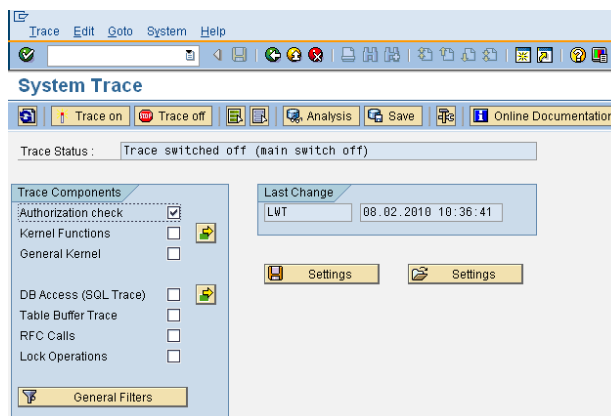 Trace Edit Goto System Help
System Trace
Trace on STOP Trace off Analysis Save Online Documentation
Trace Status : Trace switched off (main switch off)
Trace Components
Authorization check
Kernel Functions
General Kernel
DB Access (SQL Trace)
Table Buffer Trace
RFC Calls
Lock Operations
General Filters
Last Change
LWT 08.02.2010 10:36:41
Settings Settings